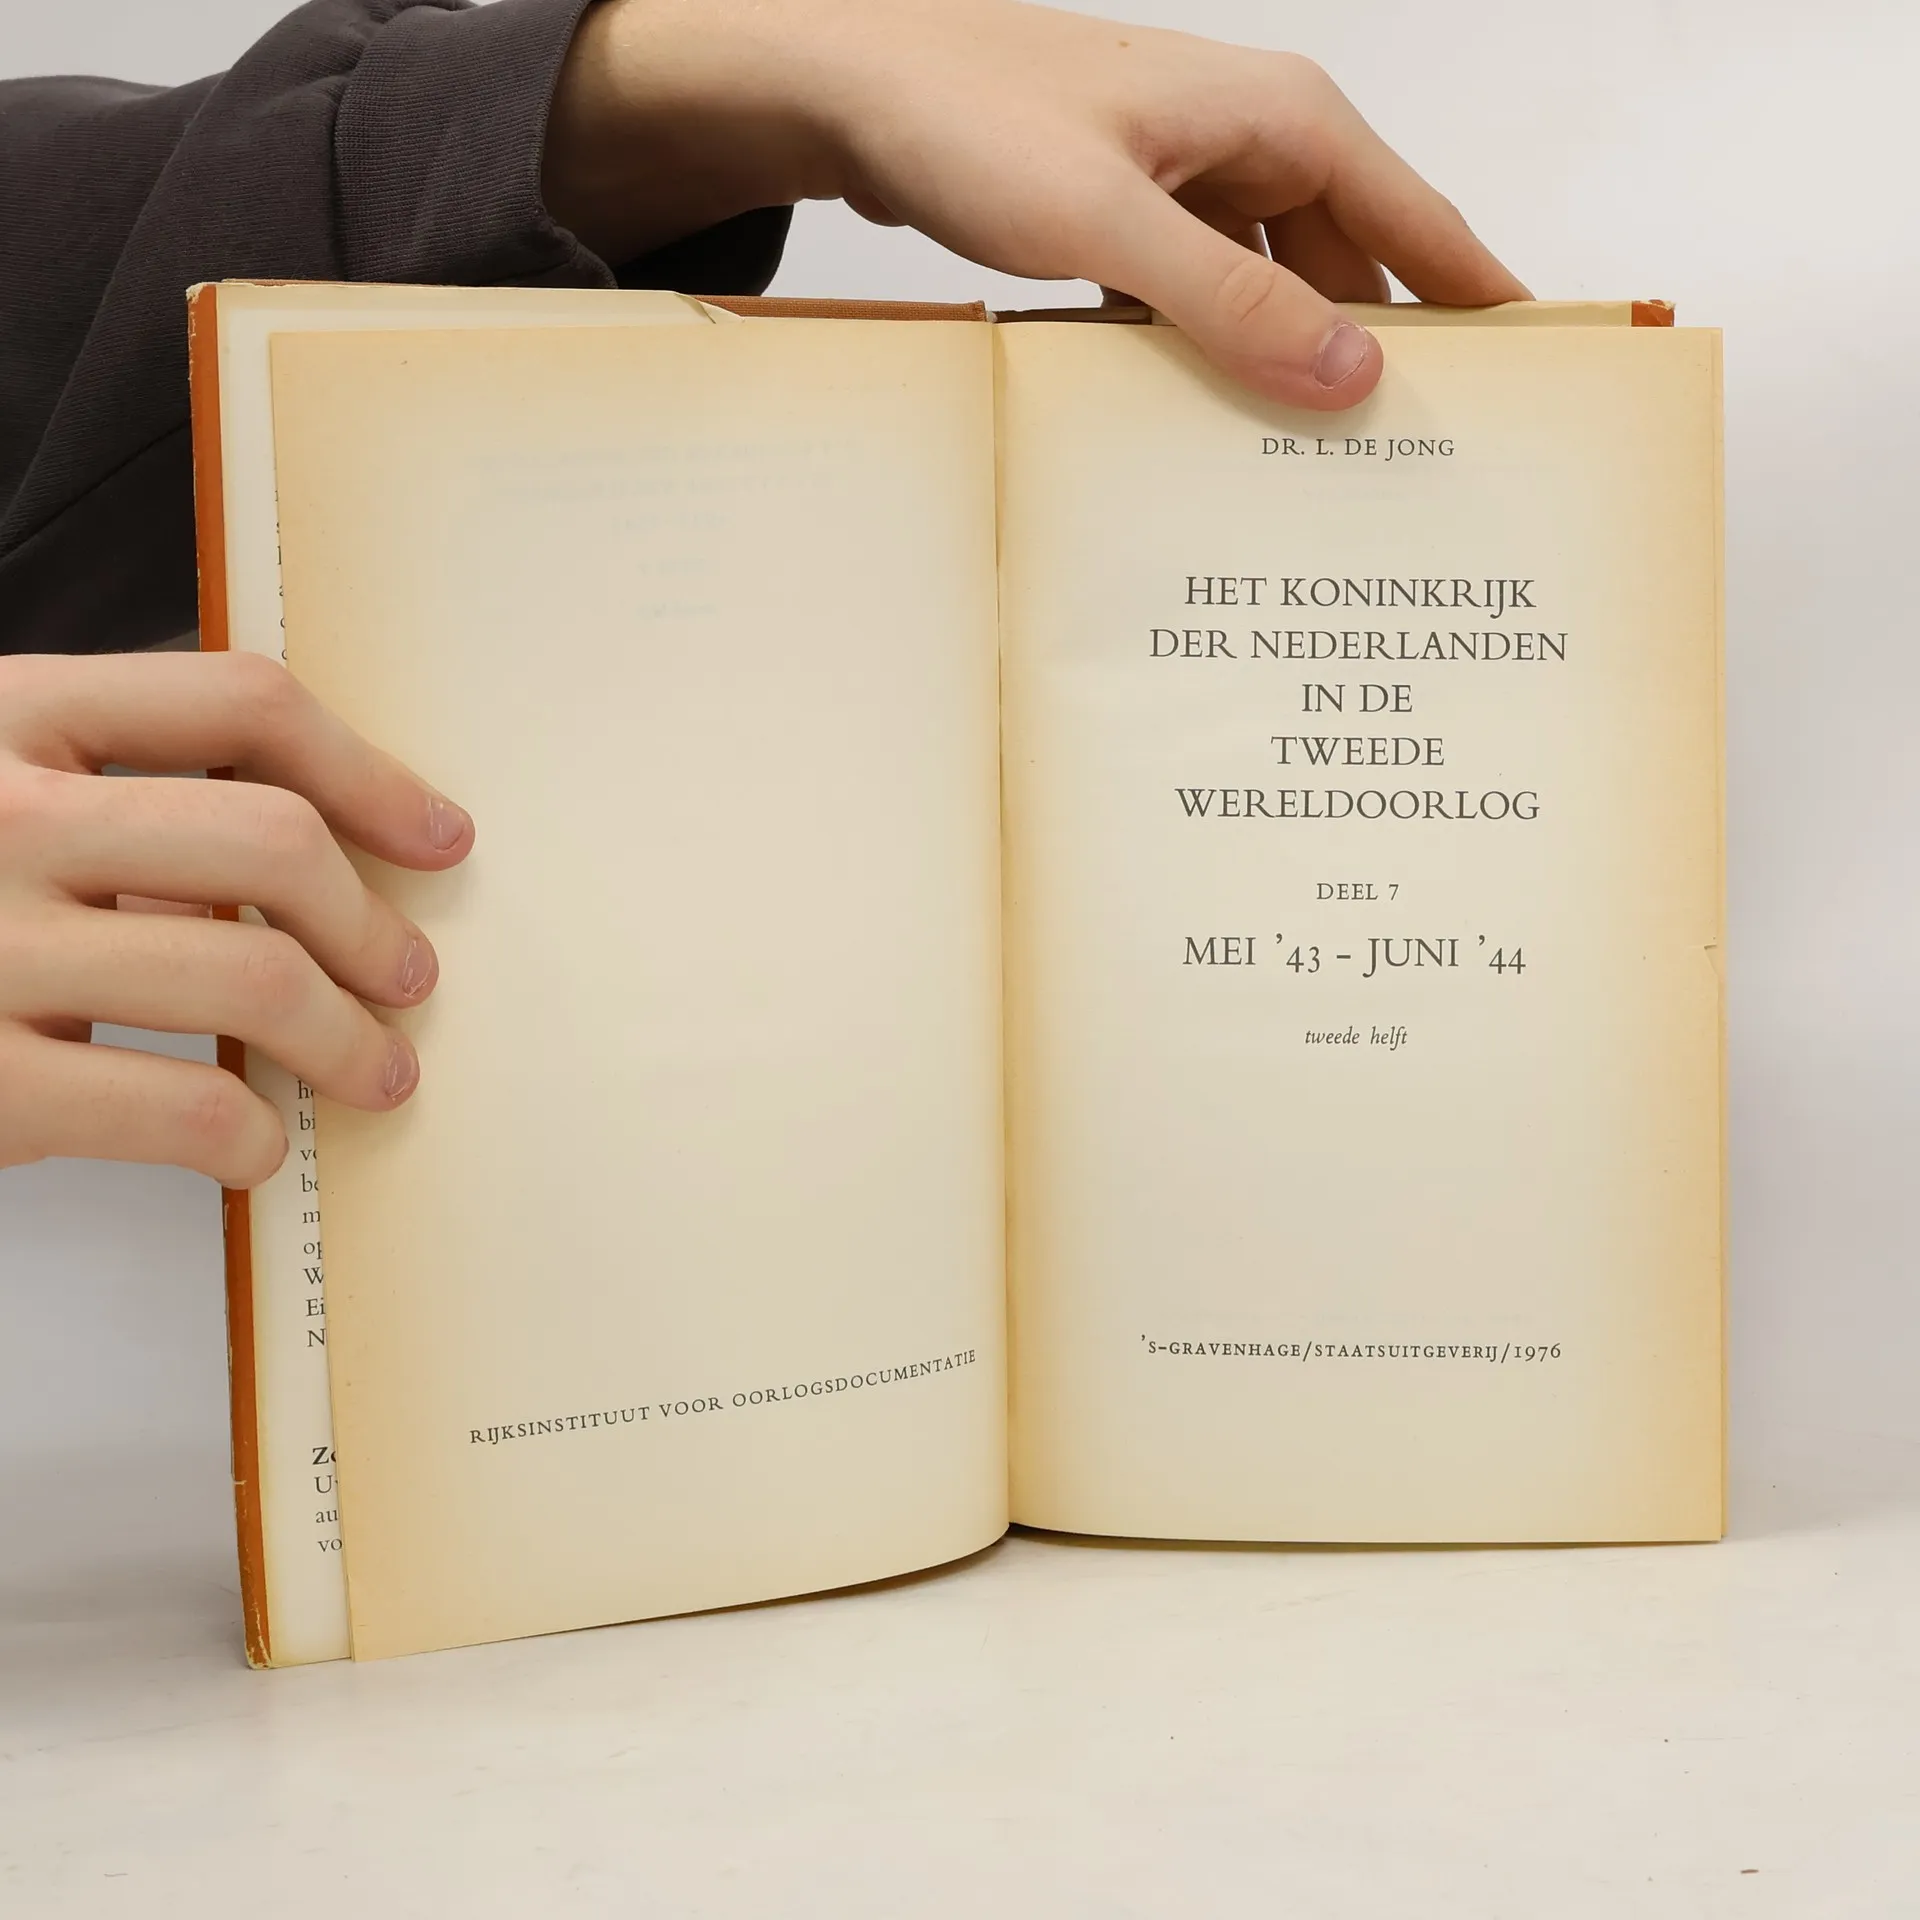 RIJKSINSTITUUT VOOR OORLOGSDOCUMENTATIE
DR. L. DE JONG
HET KONINKRIJK
DER NEDERLANDEN
IN DE
TWEEDE
WERELDOORLOG
DEEL 7
MEI ’43 – JUNI ’44
tweede helft
’S-GRAVENHAGE/STAATSUITGEVERIJ/1976